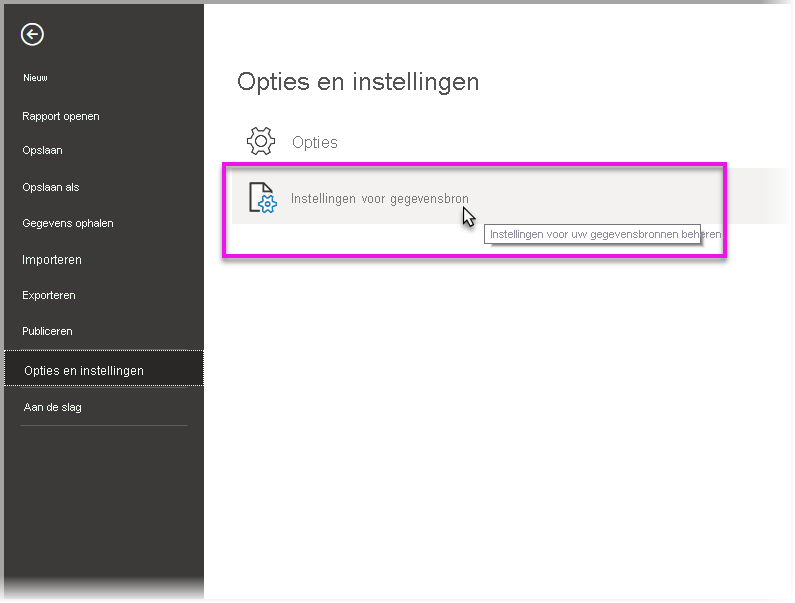 Nieuw
Rapport openen
Opslaan
Opslaan als
Gegevens ophalen
Importeren
Exporteren
Publiceren
Opties en instellingen
Aan de slag
Opties en instellingen
Opties
Instellingen voor gegevensbron
Instellingen voor uw gegevensbronnen beheren